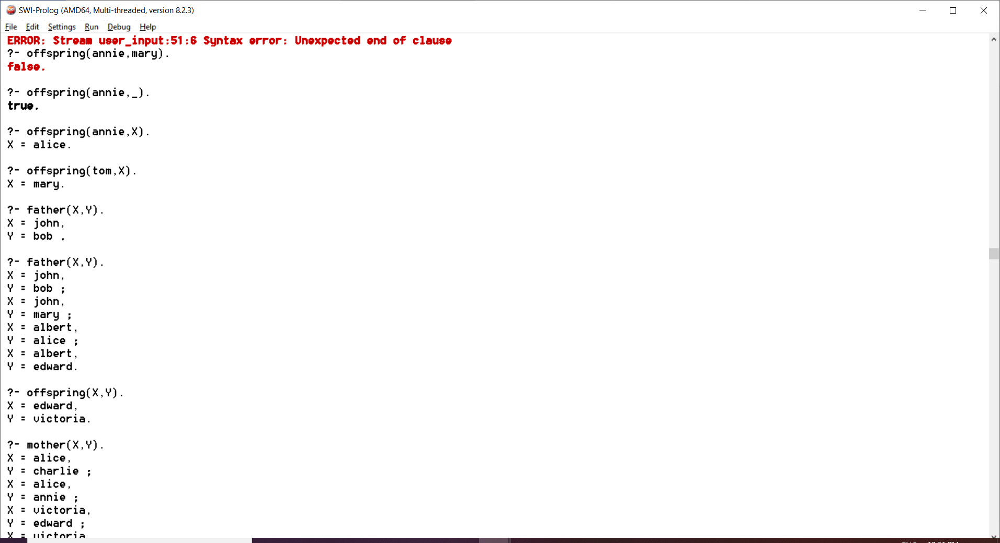 SWI-Prolog (AMD64, Multi-threaded, version 8.2.3)
File Edit Settings Run Debug Help
ERROR: Stream user_input:51:6 Syntax error: Unexpected end of clause
?- offspring(annie,mary).
false.
?- offspring(annie,_).
true.
?- offspring(annie,X).
X = alice.
?- offspring(tom,X).
X = mary.
?- father(X,Y).
X = john,
Y = bob .
?- father(X,Y).
X = john,
Y = bob ;
X = john,
Y = mary ;
X = albert,
Y = alice ;
X = albert,
Y = edward.
?- offspring(X,Y).
X = edward,
Y = victoria.
?- mother(X,Y).
X = alice,
Y = charlie ;
X = alice,
Y = annie ;
X = victoria,
Y = edward ;
X = victoria